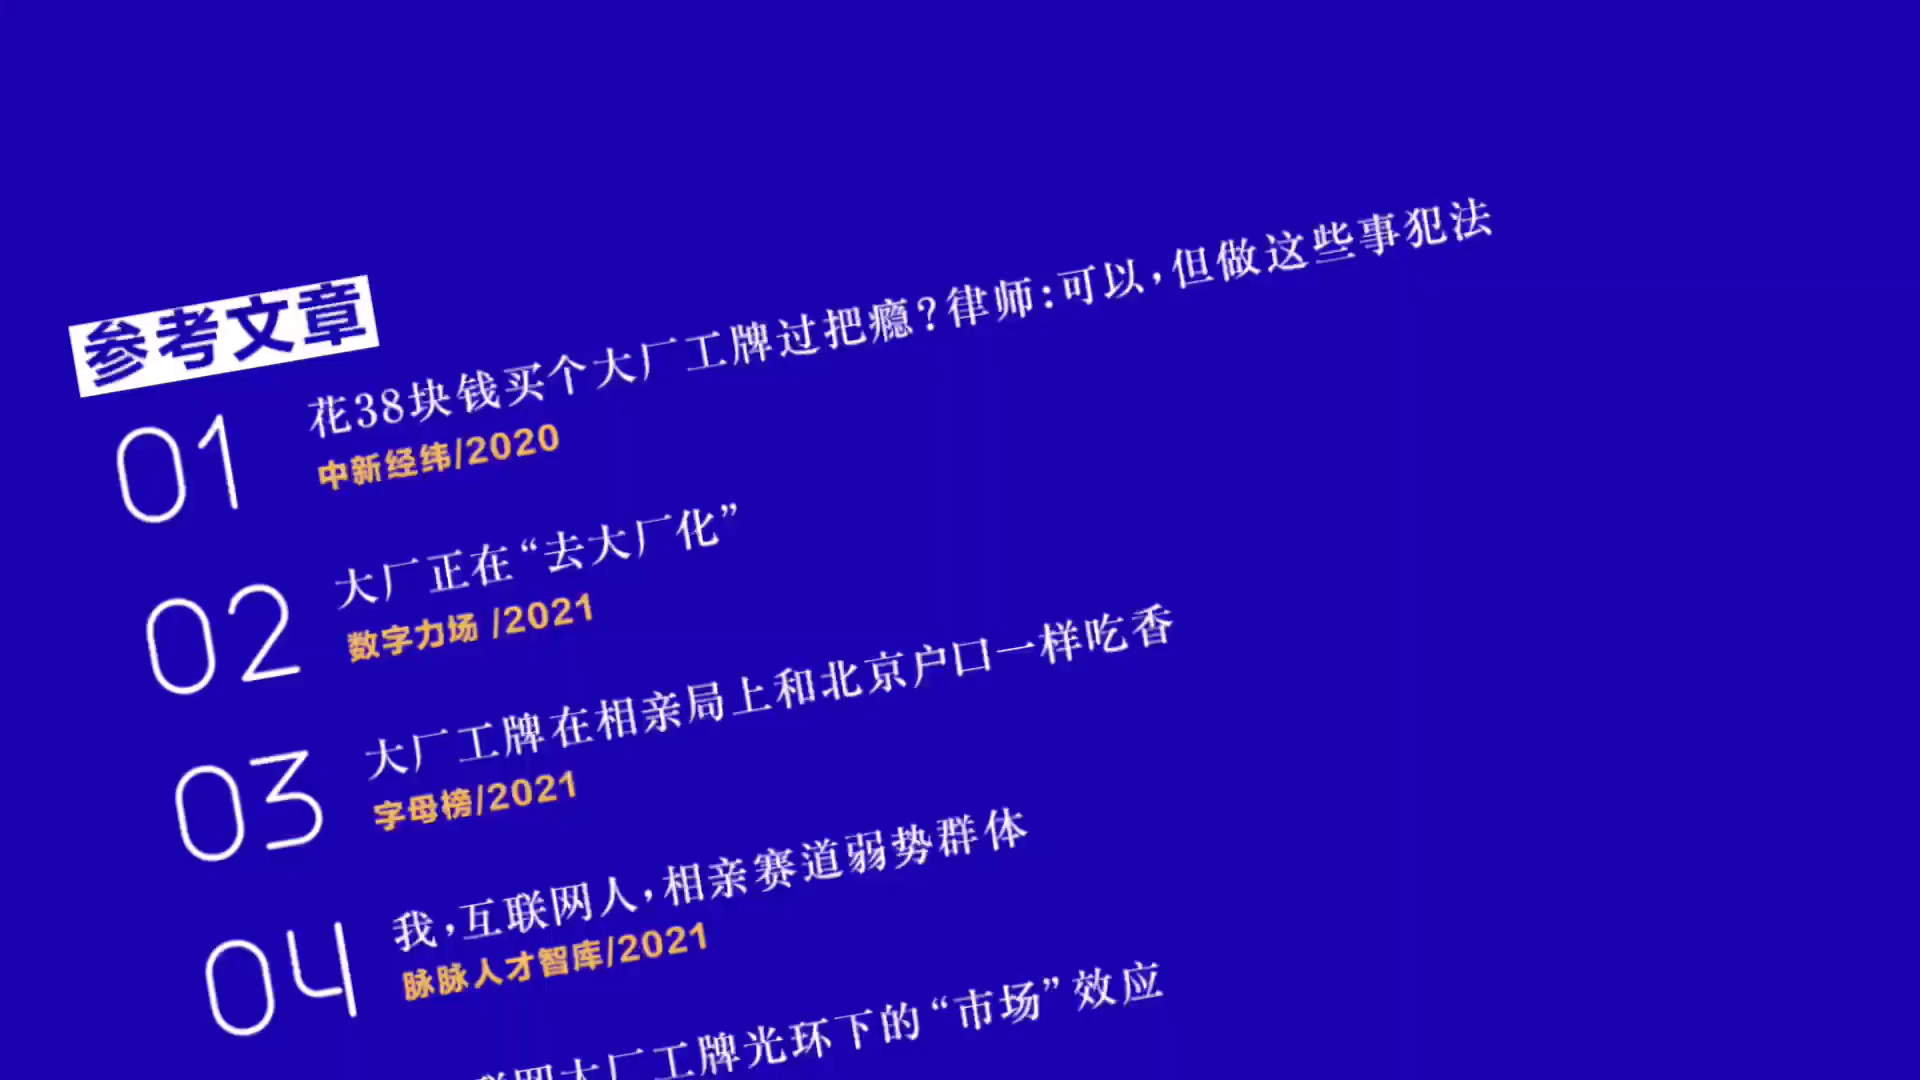 参考文章
01
花38块钱买个大厂工牌过把瘾?律师:可以,但做这些事犯法
中新经纬/2020
02
大厂正在“去大厂化”
数字力场 /2021
03
大厂工牌在相亲局上和北京户口一样吃香
字母榜/2021
04
我,互联网人,相亲赛道弱势群体
脉脉人才智库/2021
联网大厂工牌光环下的“市场”效应